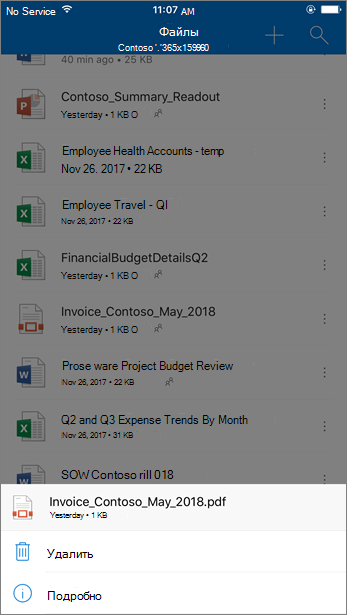 No Service 11:07 AM
Файлы
Contoso '.'365x159960
40 min ago • 25 KB
Contoso_Summary_Readout
Yesterday • 1 KB O
Employee Health Accounts - temp
Nov 26. 2017 • 22 KB
Employee Travel - QI
Nov 26, 2017 • 22 KB
FinancialBudgetDetailsQ2
Yesterday • 1 KB O
Invoice_Contoso_May_2018
Yesterday • 1 KB O
Prose ware Project Budget Review
Nov 26, 2017 • 22 KB
Q2 and Q3 Expense Trends By Month
Nov 26, 2017 • 31 KB
SOW Contoso rill 018
Invoice_Contoso_May_2018.pdf
Yesterday • 1 KB
Удалить
Подробно